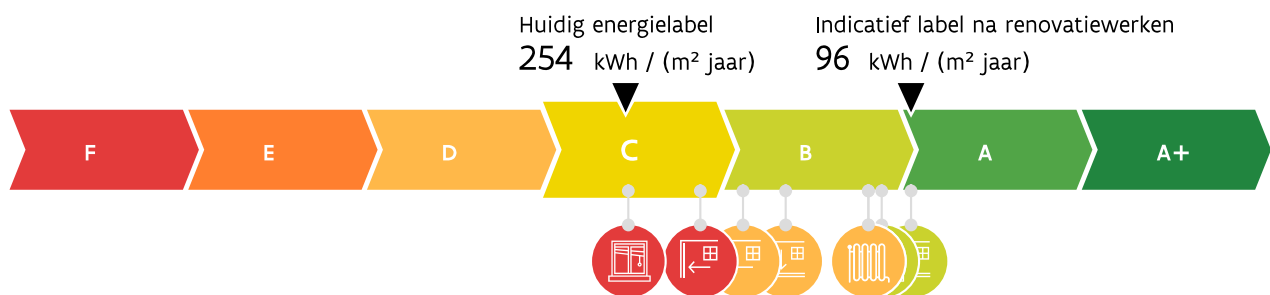 Huidig energielabel
254 kWh / (m² jaar)
Indicatief label na renovatiewerken
96 kWh / (m² jaar)
F E D C B A A+